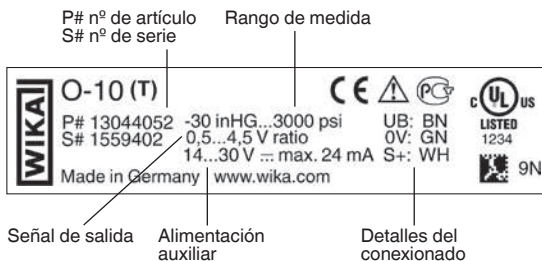 P# nº de artículo
S# nº de serie
Rango de medida
WIKA
O-10 (T)
P# 13044052
S# 1559402
-30 inHG...3000 psi
0,5...4,5 V ratio
14...30 V ⎓ max. 24 mA
UB: BN
0V: GN
S+: WH
Made in Germany www.wika.com
CE
c UL us
LISTED
1234
9N
Señal de salida
Alimentación
auxiliar
Detalles del
conexionado